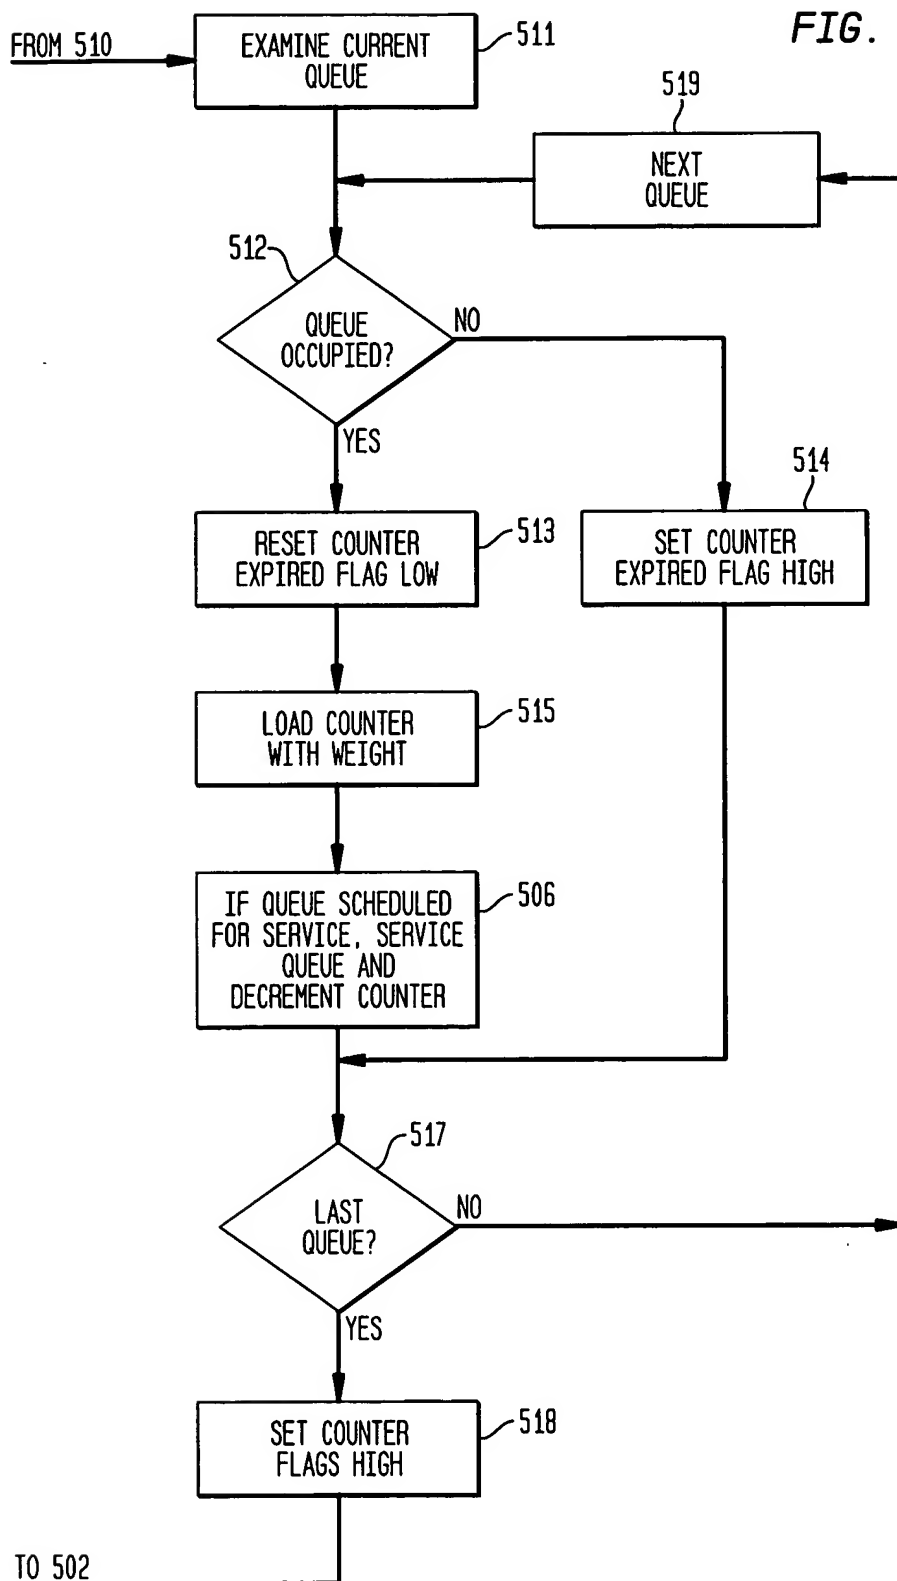 FIG.
FROM 510
EXAMINE CURRENT
QUEUE
511
519
NEXT
QUEUE
512
QUEUE
OCCUPIED?
NO
YES
514
RESET COUNTER
EXPIRED FLAG LOW
513
SET COUNTER
EXPIRED FLAG HIGH
LOAD COUNTER
WITH WEIGHT
515
IF QUEUE SCHEDULED
FOR SERVICE, SERVICE
QUEUE AND
DECREMENT COUNTER
506
517
LAST
QUEUE?
NO
YES
SET COUNTER
FLAGS HIGH
518
TO 502